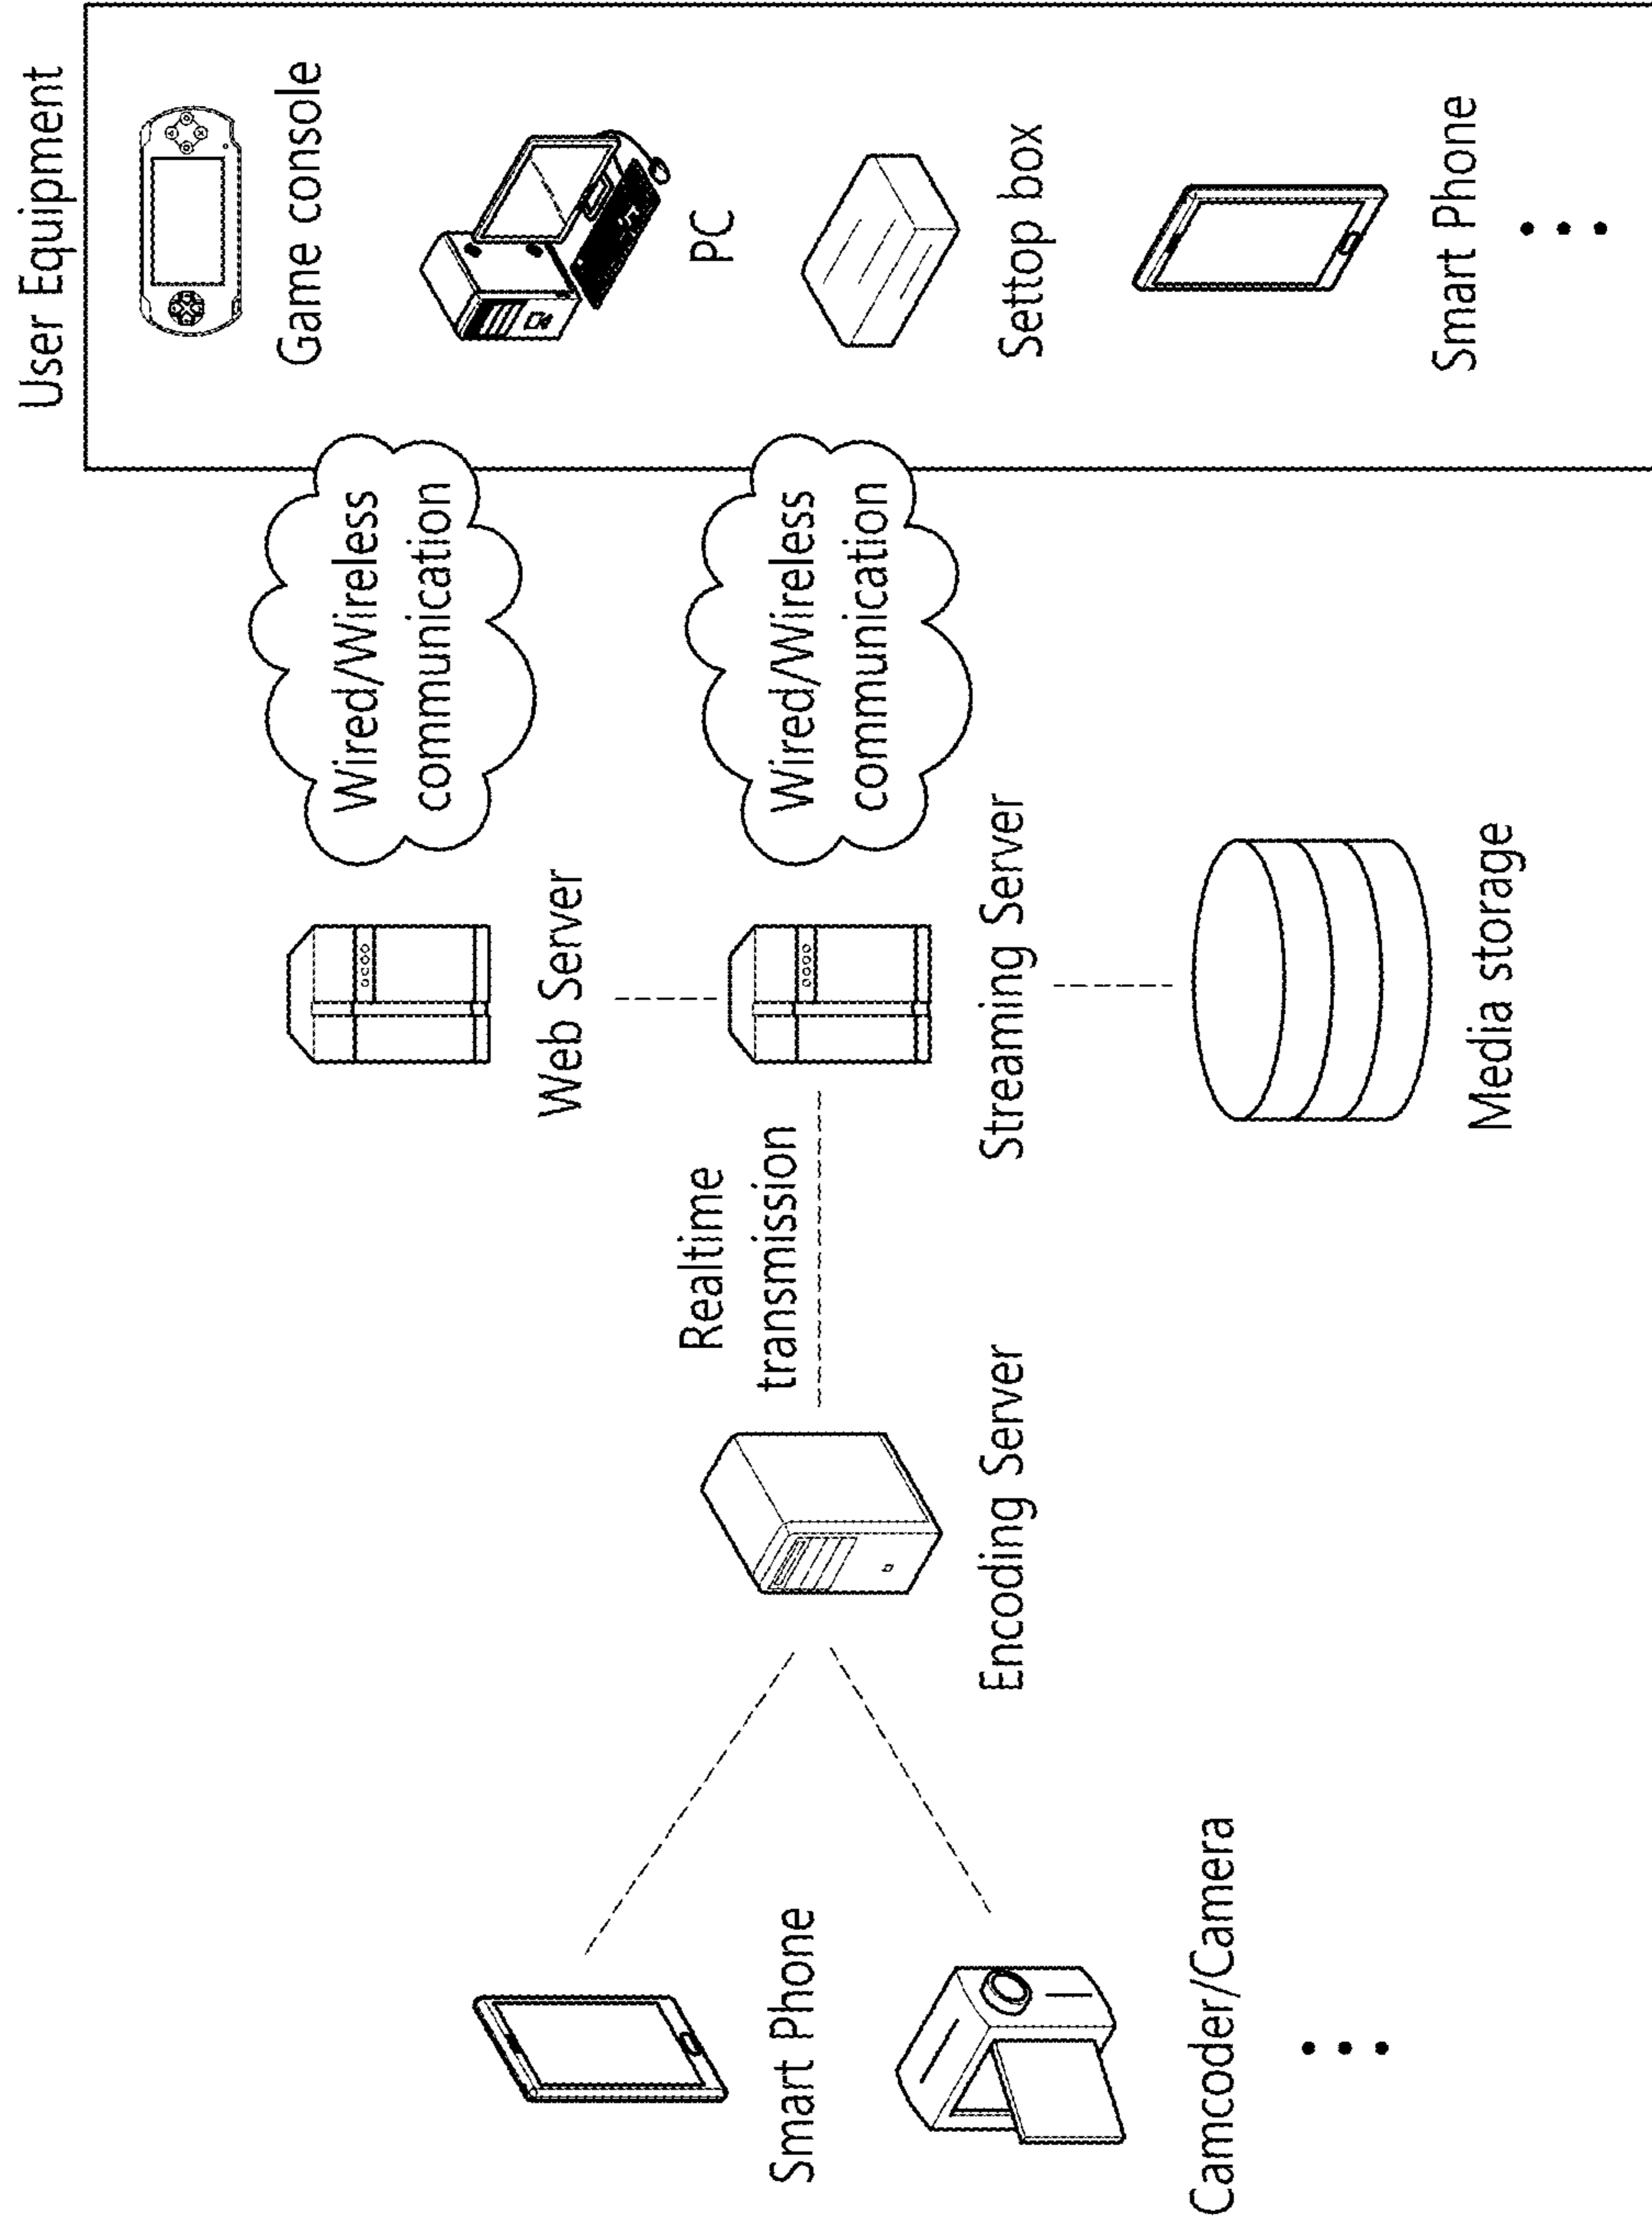 User Equipment
Game console
PC
Settop box
Smart Phone
Wired/Wireless
communication
Wired/Wireless
communication
Web Server
Streaming Server
Media storage
Realtime
transmission
Encoding Server
Smart Phone
Camcoder/Camera